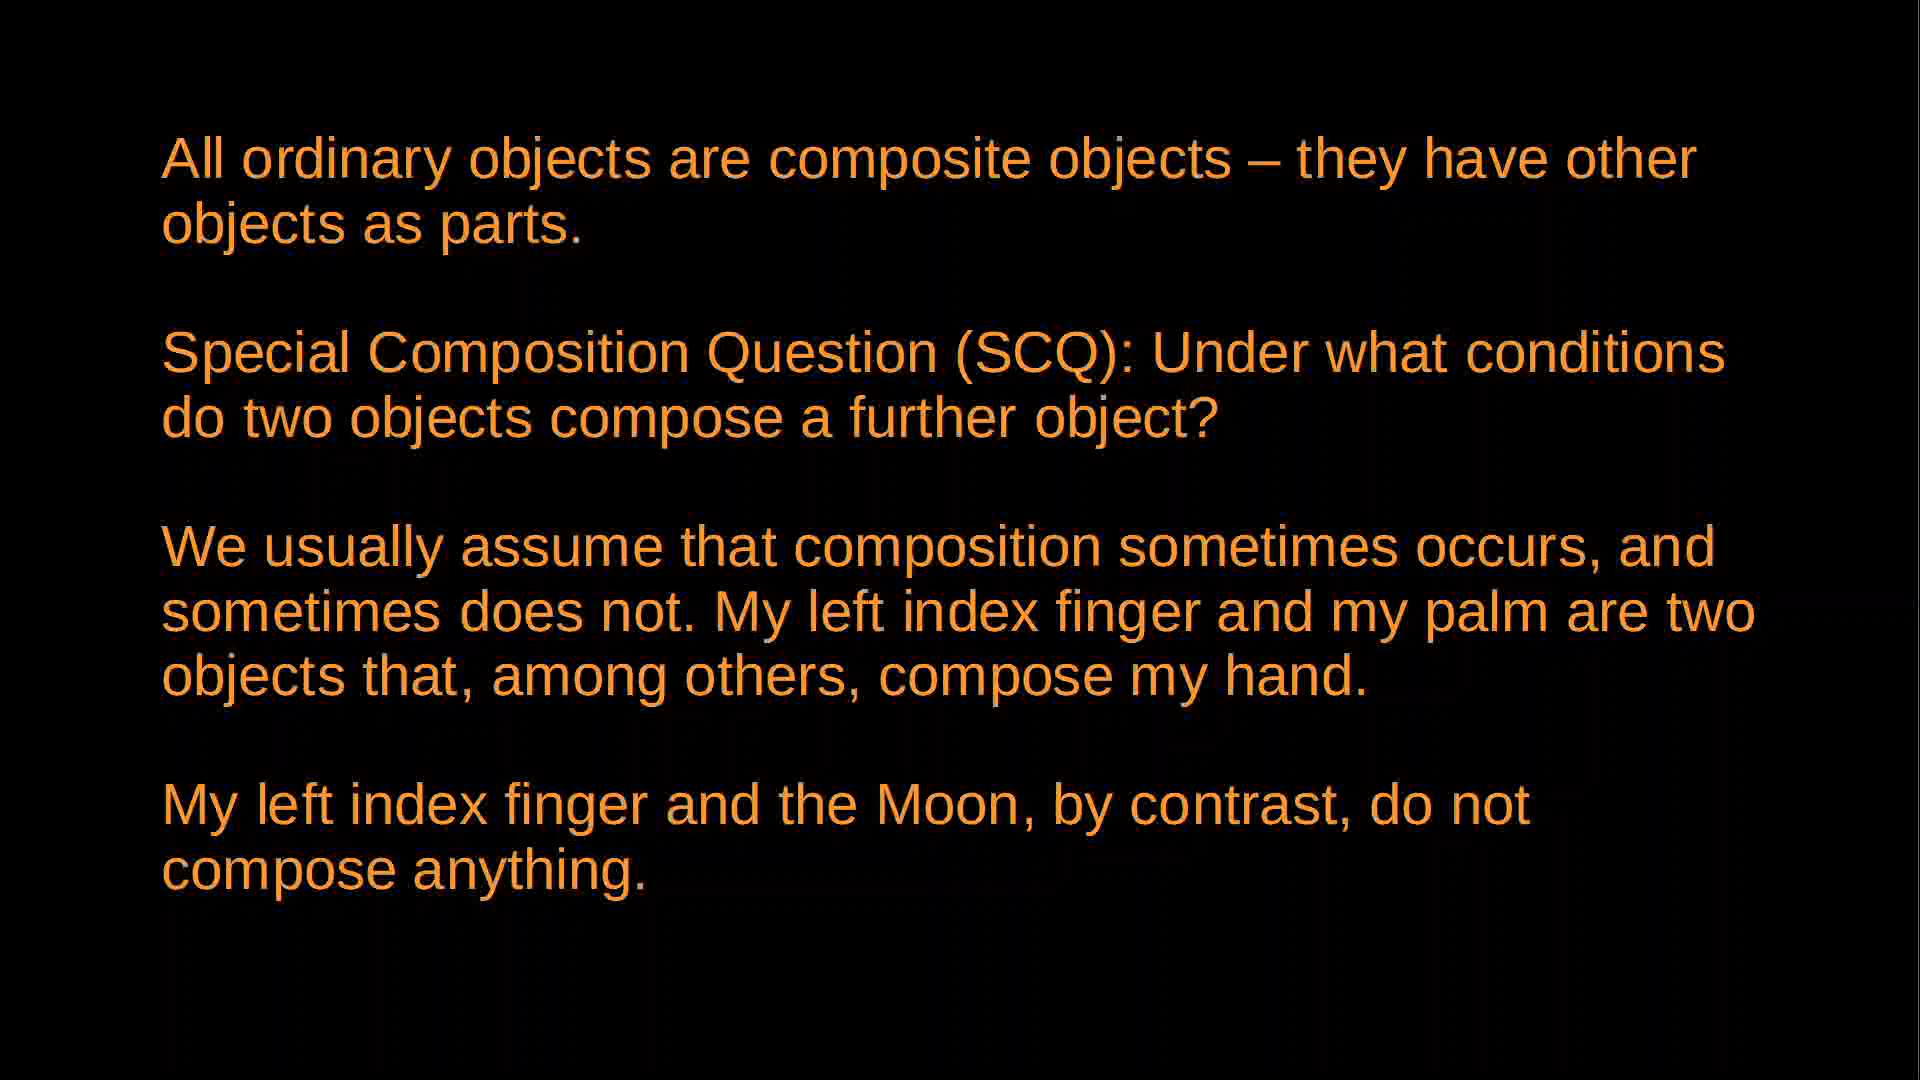 All ordinary objects are composite objects – they have other
objects as parts.
Special Composition Question (SCQ): Under what conditions
do two objects compose a further object?
We usually assume that composition sometimes occurs, and
sometimes does not. My left index finger and my palm are two
objects that, among others, compose my hand.
My left index finger and the Moon, by contrast, do not
compose anything.